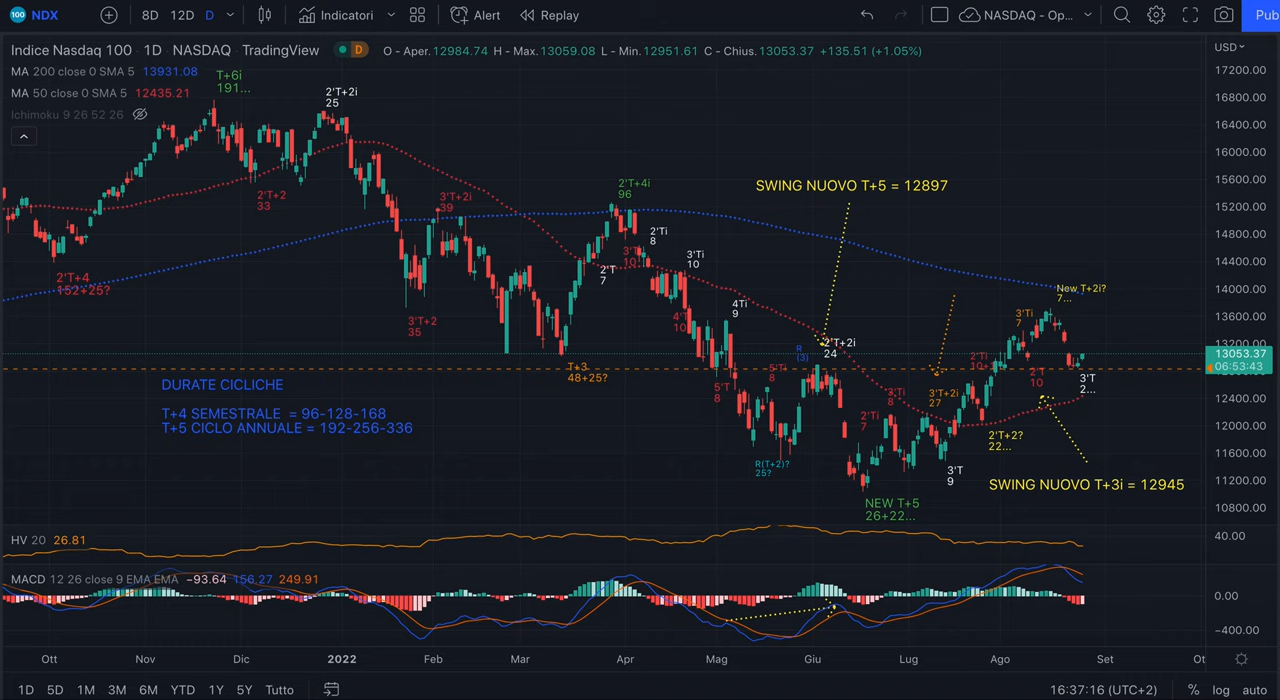 100 NDX 8D 12D D Indicatori Alert Replay NASDAQ - Op... Pub
Indice Nasdaq 100 · 1D · NASDAQ · TradingView D O - Aper.12984.74 H - Max.13059.08 L - Min.12951.61 C - Chius.13053.37 +135.51 (+1.05%) USD
MA 200 close 0 SMA 5 13931.08
MA 50 close 0 SMA 5 12435.21
Ichimoku 9 26 52 26
T+6i
191...
2'T+2i
25
2'T+2
33
3'T+2i
39
2'T+4
152+25?
3'T+2
35
2'T+4i
96
2'Ti
8
2'T
7
3'Ti
10
4Ti
9
T+3
48+25?
5'T
8
R
(3)
2'T+2i
24
R(T+2)?
25?
2'Ti
7
3'Ti
8
NEW T+5
26+22...
3'T+2i
27
3'T
9
2'T+2?
22...
3'Ti
7
2'T
10
New T+2i?
7...
3'T
2...
SWING NUOVO T+5 = 12897
SWING NUOVO T+3i = 12945
DURATE CICLICHE
T+4 SEMESTRALE = 96-128-168
T+5 CICLO ANNUALE = 192-256-336
17200.00
16800.00
16400.00
16000.00
15600.00
15200.00
14800.00
14400.00
14000.00
13600.00
13053.37
06:53:43
12400.00
12000.00
11600.00
11200.00
10800.00
HV 20 26.81
40.00
MACD 12 26 close 9 EMA EMA −93.64 156.27 249.91
0.00
−400.00
Ott Nov Dic 2022 Feb Mar Apr Mag Giu Lug Ago Set Ot
1D 5D 1M 3M 6M YTD 1Y 5Y Tutto 16:37:16 (UTC+2) % log auto